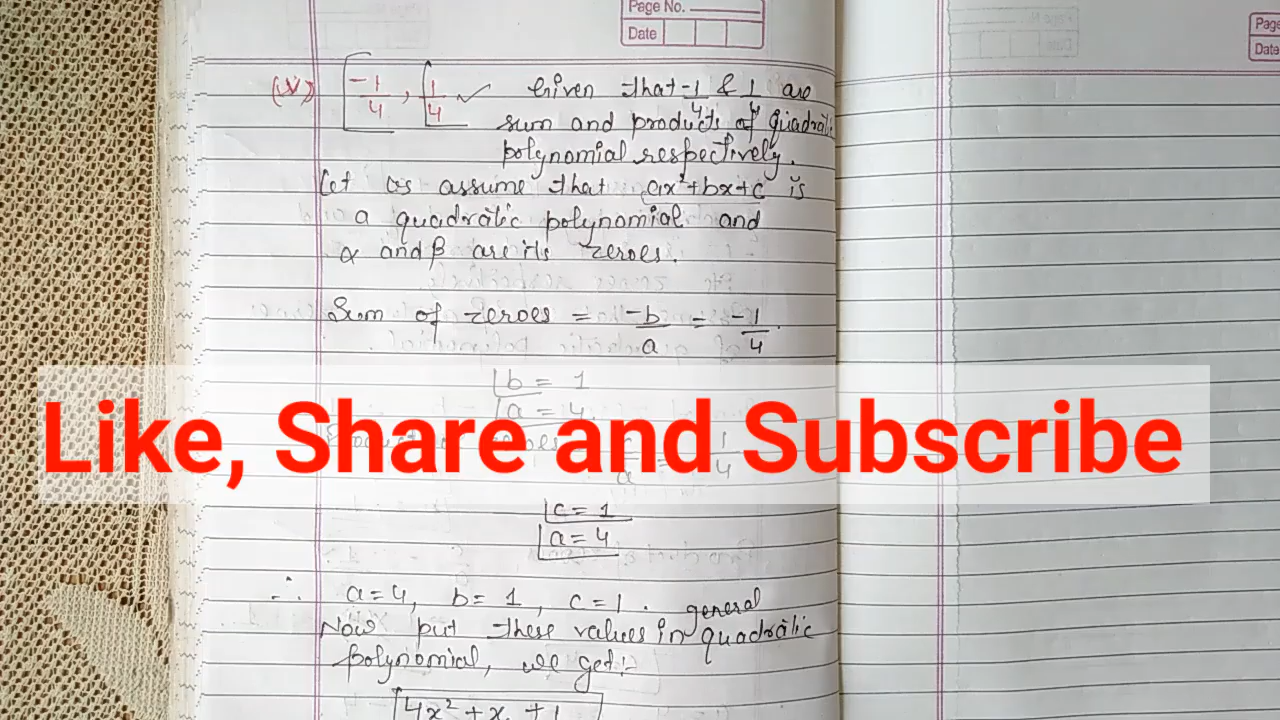 Page No.
Date
Page
Date
(V) -1/4, 1/4 ✓ Given that -1/4 & 1/4 are
sum and products of quadratic
polynomial respectively.
Let us assume that ax²+bx+c is
a quadratic polynomial and
α and β are its zeroes.
Sum of zeroes = -b/a = -1/4.
b = 1
a = 4
Like, Share and Subscribe
c = 1
a = 4
∴ a=4, b=1, c=1. general
Now put these values in quadratic
polynomial, we get:-
4x²+x+1